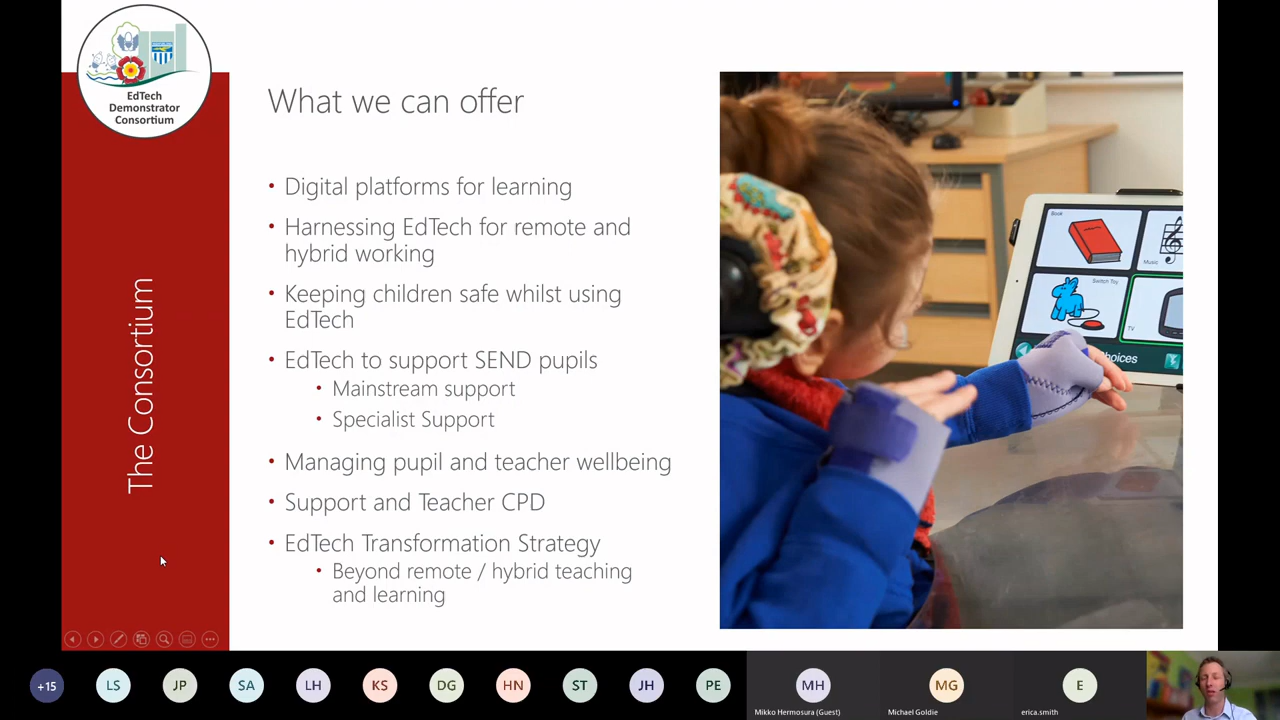 EdTech
Demonstrator
Consortium
The Consortium
What we can offer
• Digital platforms for learning
• Harnessing EdTech for remote and
hybrid working
• Keeping children safe whilst using
EdTech
• EdTech to support SEND pupils
• Mainstream support
• Specialist Support
• Managing pupil and teacher wellbeing
• Support and Teacher CPD
• EdTech Transformation Strategy
• Beyond remote / hybrid teaching
and learning
Book
Music
Switch Toy
TV
Choices
+15
LS
JP
SA
LH
KS
DG
HN
ST
JH
PE
MH
MG
E
Mikko Hermosura (Guest)
Michael Goldie
erica.smith